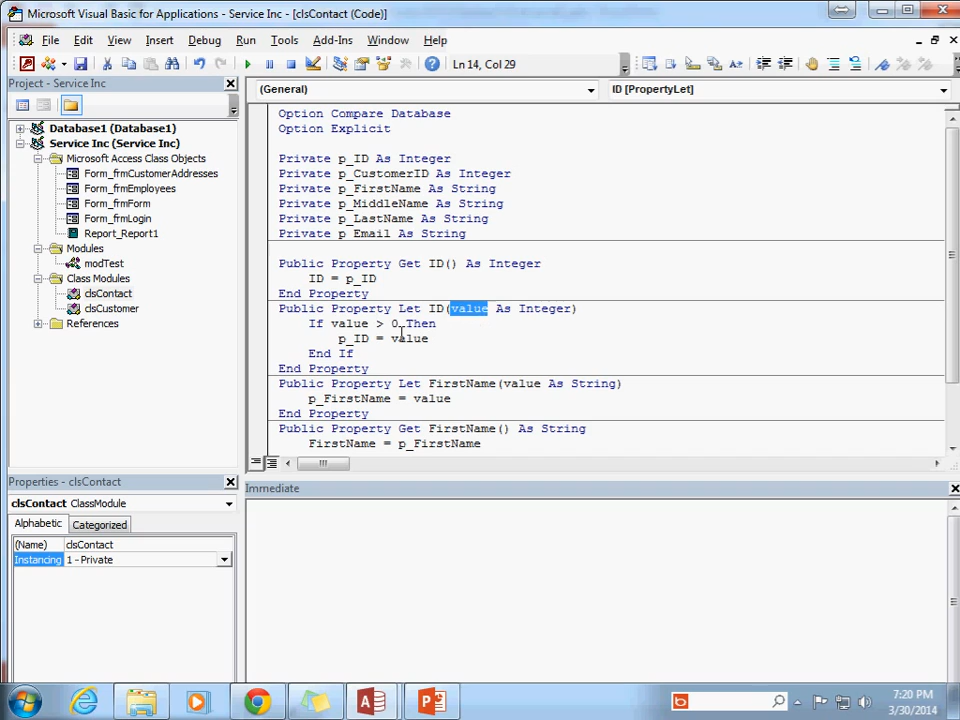 Microsoft Visual Basic for Applications - Service Inc - [clsContact (Code)]
File Edit View Insert Debug Run Tools Add-Ins Window Help
Ln 14, Col 29
Project - Service Inc
Database1 (Database1)
Service Inc (Service Inc)
Microsoft Access Class Objects
Form_frmCustomerAddresses
Form_frmEmployees
Form_frmForm
Form_frmLogin
Report_Report1
Modules
modTest
Class Modules
clsContact
clsCustomer
References
Properties - clsContact
clsContact ClassModule
Alphabetic Categorized
(Name) clsContact
Instancing 1 - Private
(General) ID [PropertyLet]
Option Compare Database
Option Explicit
Private p_ID As Integer
Private p_CustomerID As Integer
Private p_FirstName As String
Private p_MiddleName As String
Private p_LastName As String
Private p_Email As String
Public Property Get ID() As Integer
ID = p_ID
End Property
Public Property Let ID(value As Integer)
If value > 0 Then
p_ID = value
End If
End Property
Public Property Let FirstName(value As String)
p_FirstName = value
End Property
Public Property Get FirstName() As String
FirstName = p_FirstName
Immediate
7:20 PM
3/30/2014